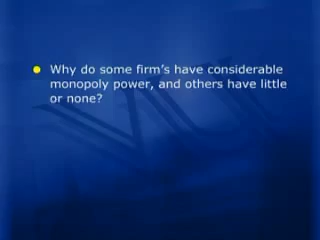 Why do some firm's have considerable
monopoly power, and others have little
or none?